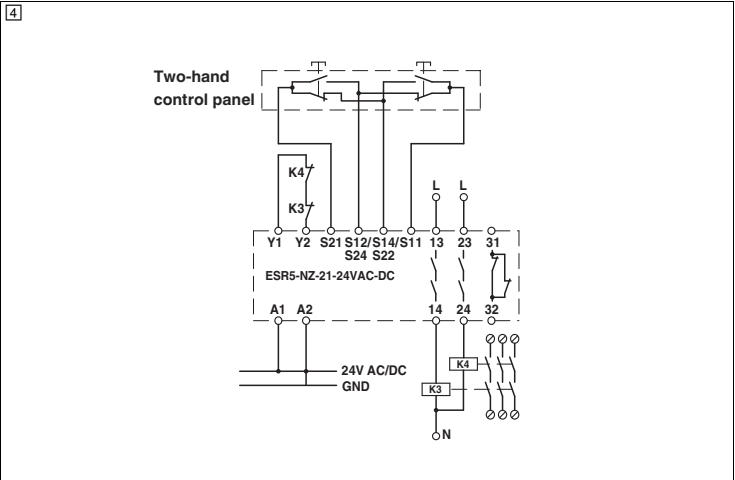 4
Two-hand
control panel
K4
K3
L L
Y1 Y2 S21 S12/S14/S11 13 23 31
S24 S22
ESR5-NZ-21-24VAC-DC
A1 A2 14 24 32
K4
24V AC/DC
GND
K3
N